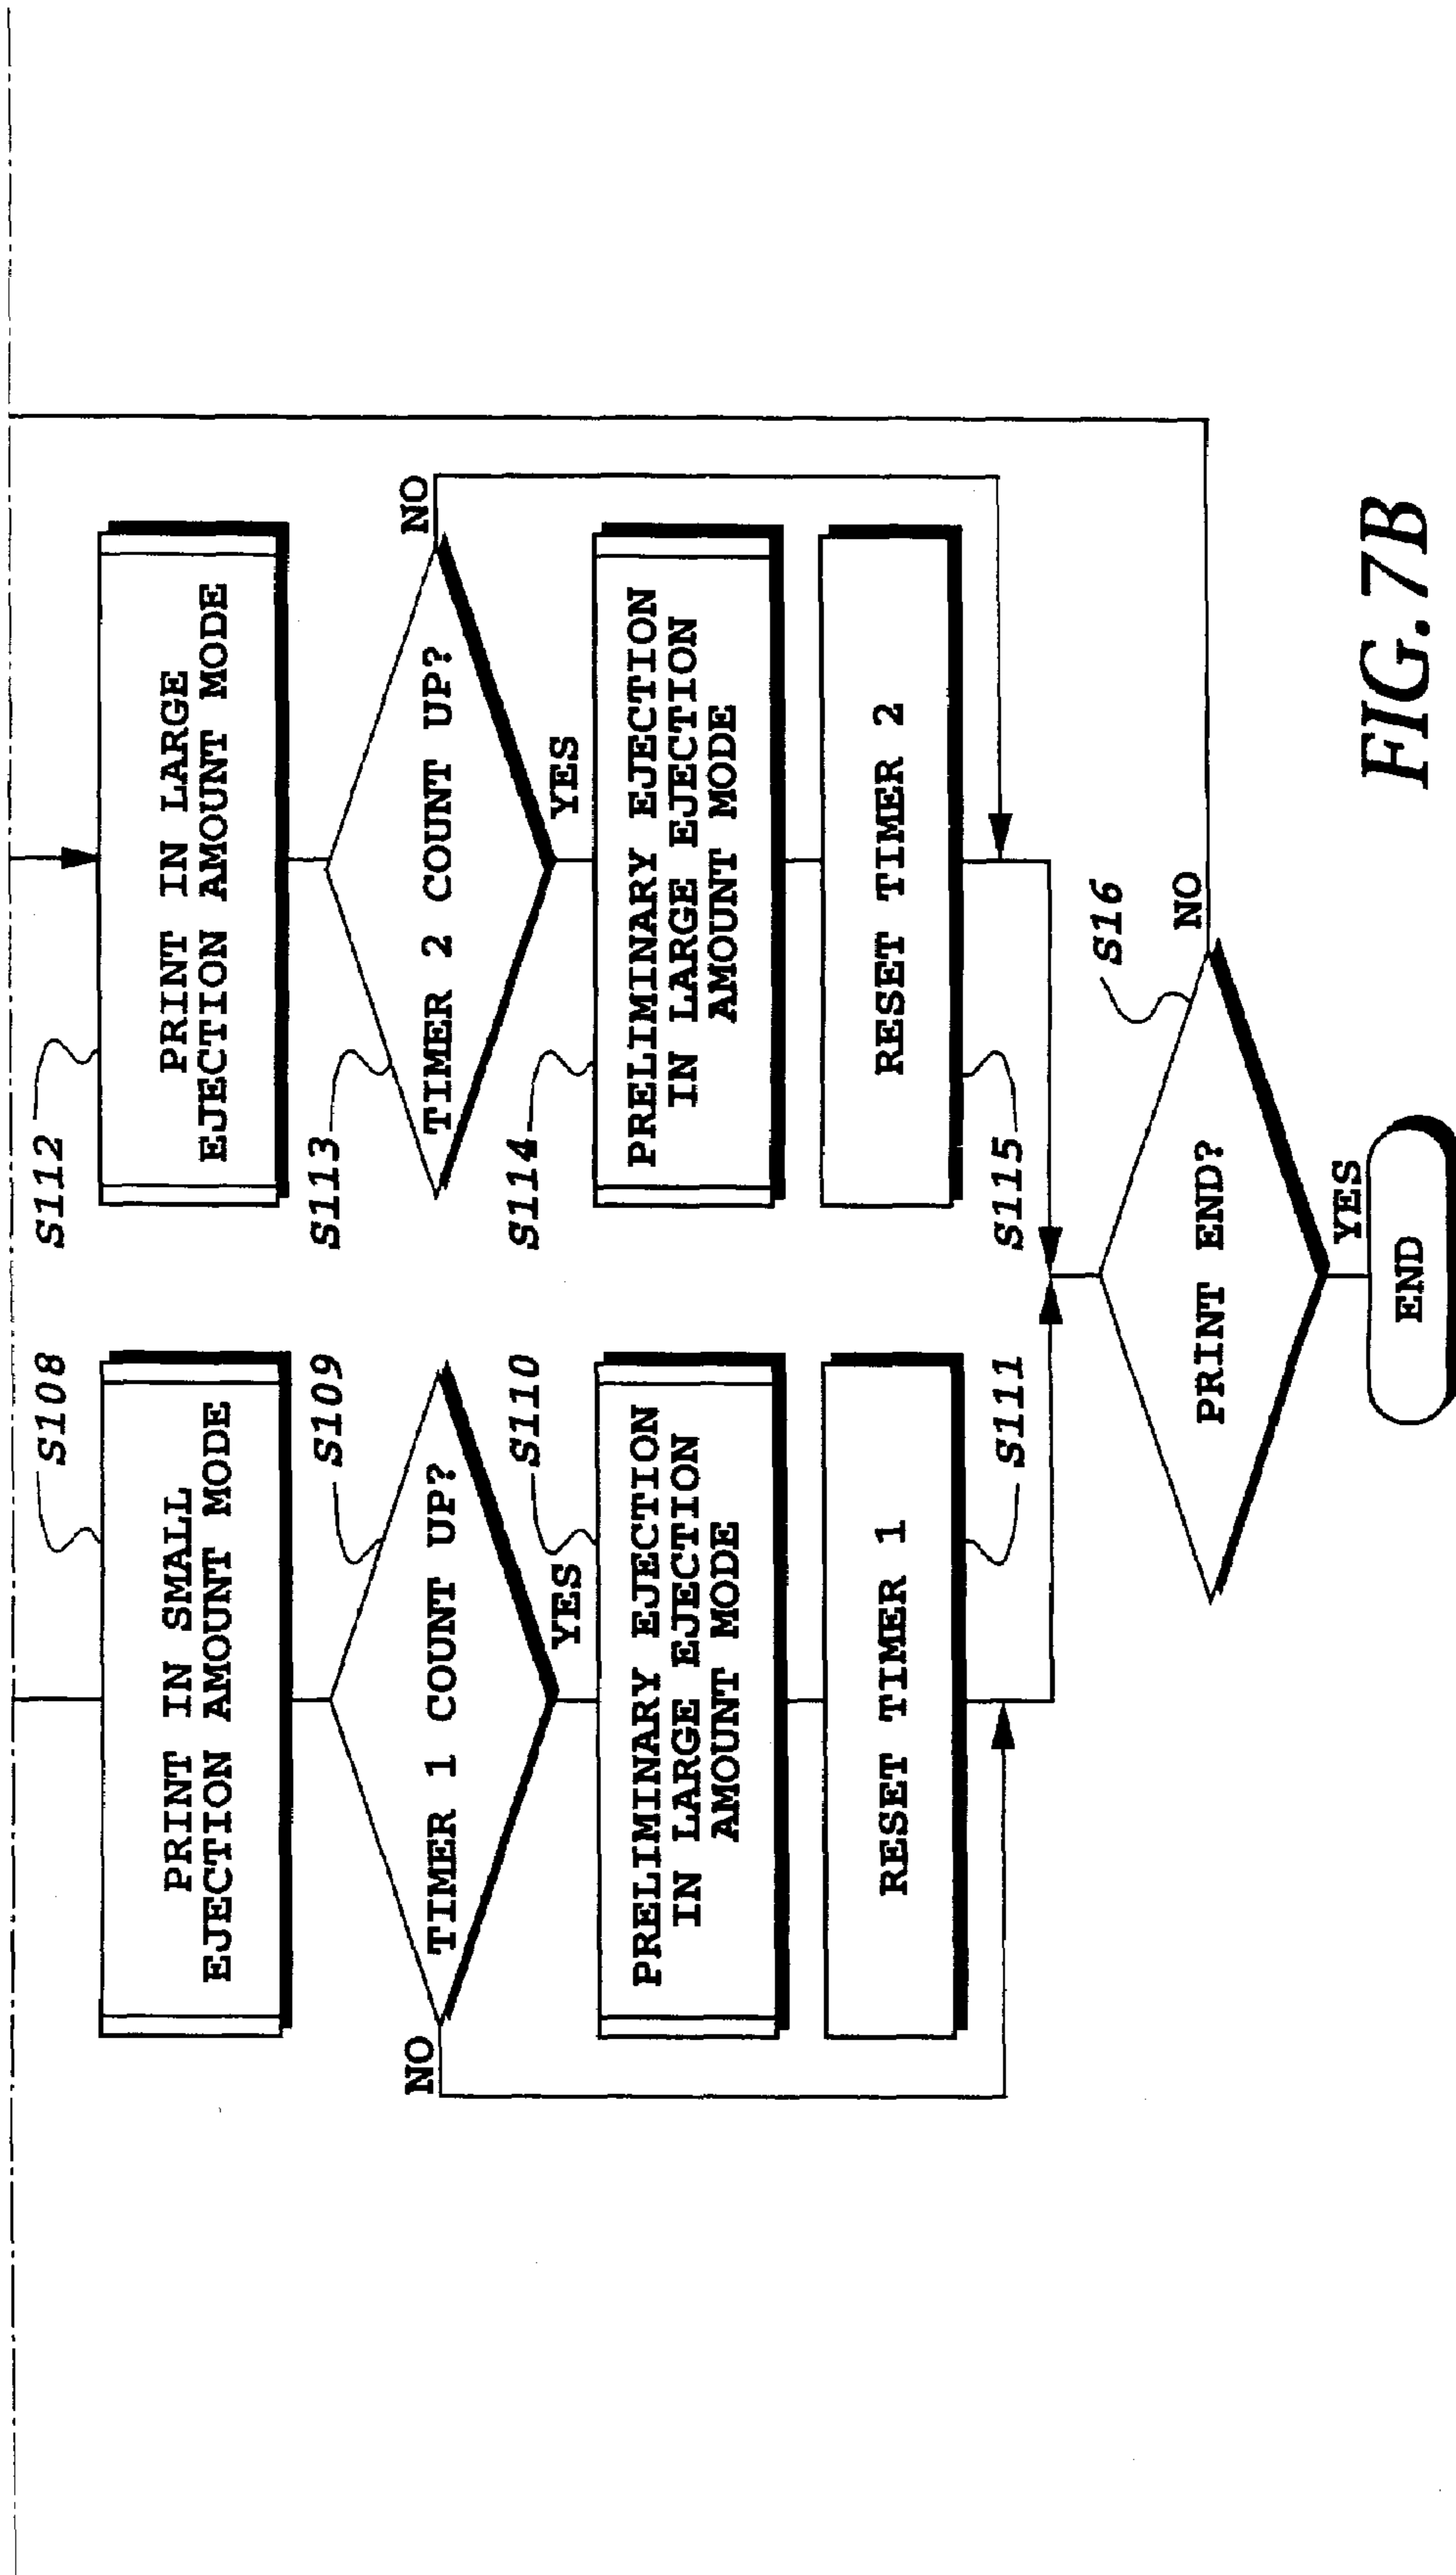 S108
PRINT IN SMALL
EJECTION AMOUNT MODE
S109
TIMER 1 COUNT UP?
NO
YES
S110
PRELIMINARY EJECTION
IN LARGE EJECTION
AMOUNT MODE
RESET TIMER 1
S111
S112
PRINT IN LARGE
EJECTION AMOUNT MODE
S113
TIMER 2 COUNT UP?
NO
YES
S114
PRELIMINARY EJECTION
IN LARGE EJECTION
AMOUNT MODE
RESET TIMER 2
S115
S16
PRINT END?
NO
YES
END
FIG.7B